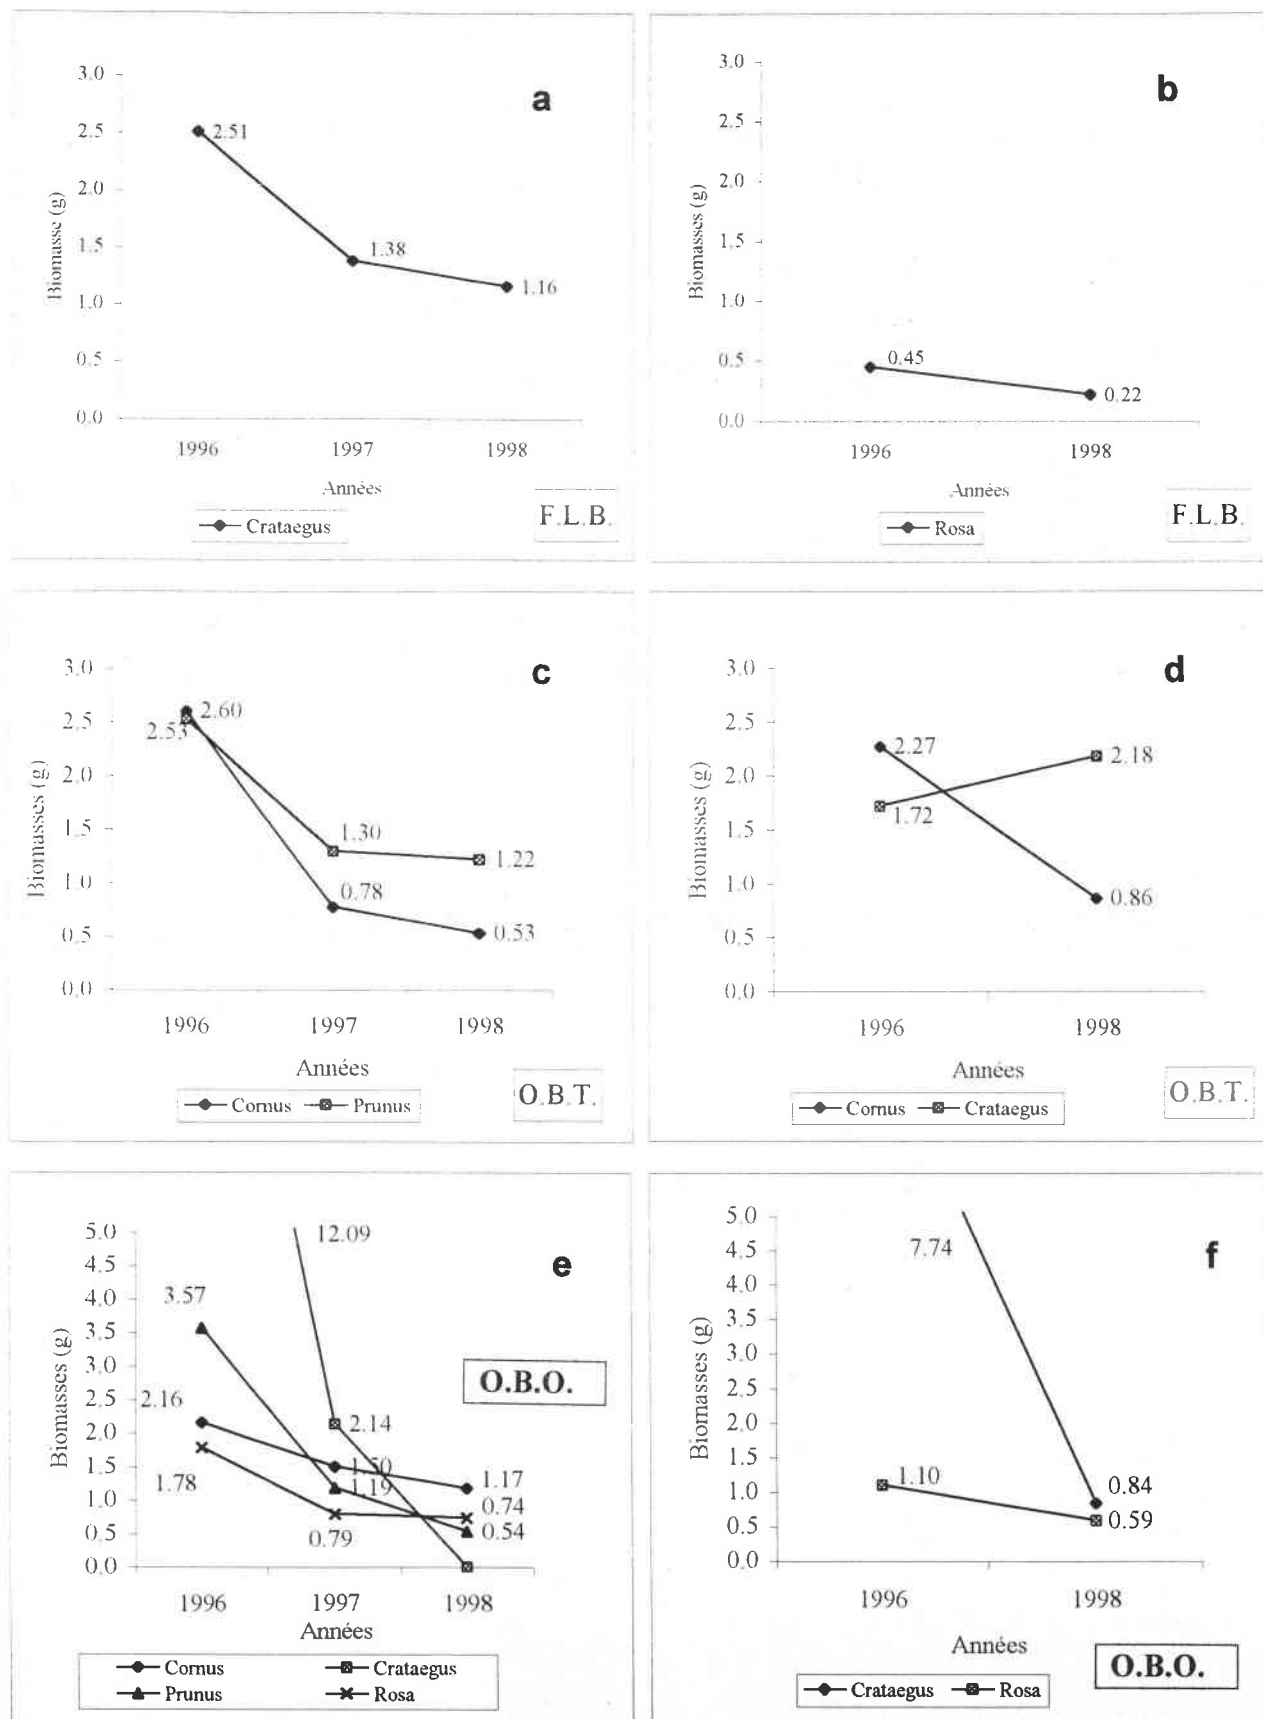 a
3.0
2.5
2.0
1.5
1.0
0.5
0.0
Biomasse (g)
2.51
1.38
1.16
1996 1997 1998
Années
Crataegus
F.L.B.
b
3.0
2.5
2.0
1.5
1.0
0.5
0.0
Biomasses (g)
0.45
0.22
1996 1998
Années
Rosa
F.L.B.
c
3.0
2.5
2.0
1.5
1.0
0.5
0.0
Biomasses (g)
2.60
2.53
1.30
1.22
0.78
0.53
1996 1997 1998
Années
Cornus Prunus
O.B.T.
d
3.0
2.5
2.0
1.5
1.0
0.5
0.0
Biomasses (g)
2.27
2.18
1.72
0.86
1996 1998
Années
Cornus Crataegus
O.B.T.
e
5.0
4.5
4.0
3.5
3.0
2.5
2.0
1.5
1.0
0.5
0.0
Biomasses (g)
12.09
3.57
O.B.O.
2.16
2.14
1.50
1.17
1.78
1.19
0.74
0.79
0.54
1996 1997 1998
Années
Cornus Crataegus
Prunus Rosa
f
5.0
4.5
4.0
3.5
3.0
2.5
2.0
1.5
1.0
0.5
0.0
Biomasses (g)
7.74
1.10
0.84
0.59
1996 1998
Années
Crataegus Rosa
O.B.O.